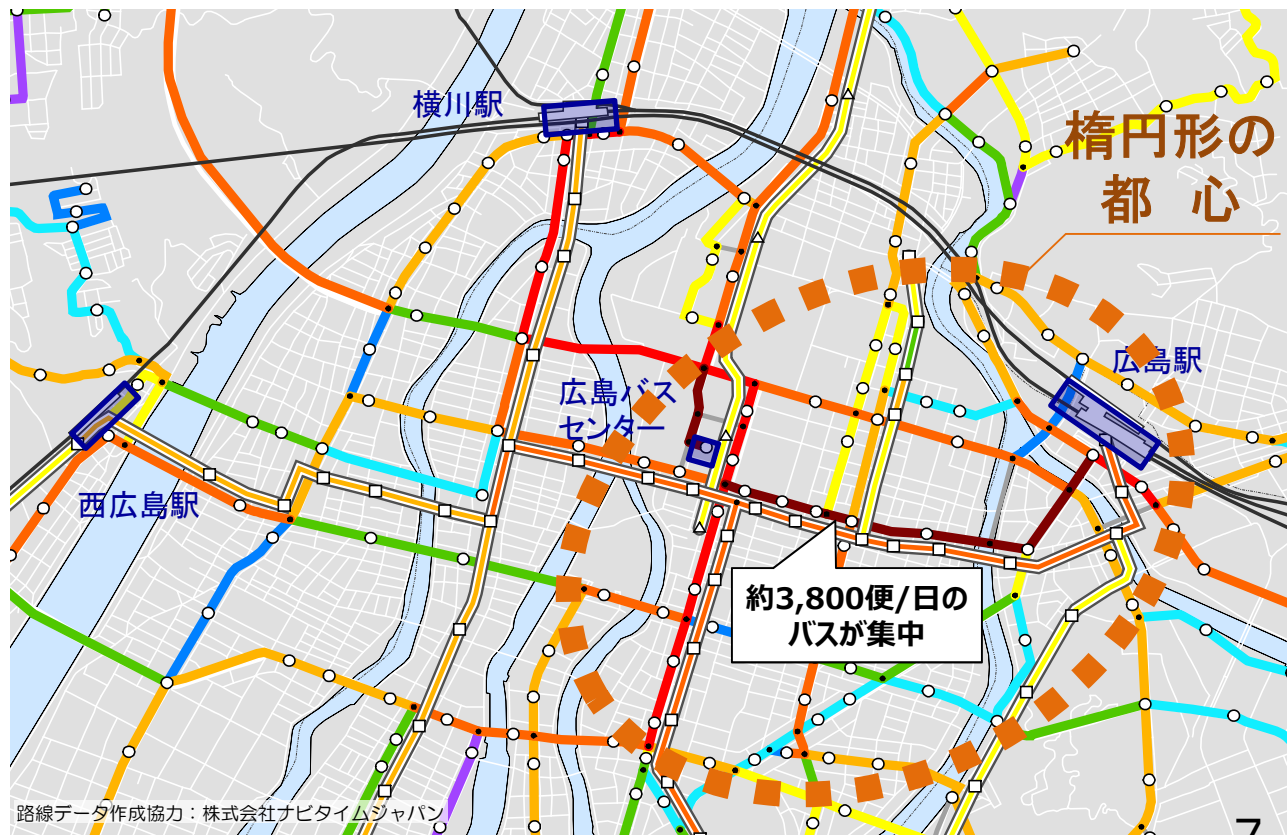 横川駅
楕円形の
都 心
広島駅
広島バス
センター
西広島駅
約3,800便/日の
バスが集中
路線データ作成協力：株式会社ナビタイムジャパン